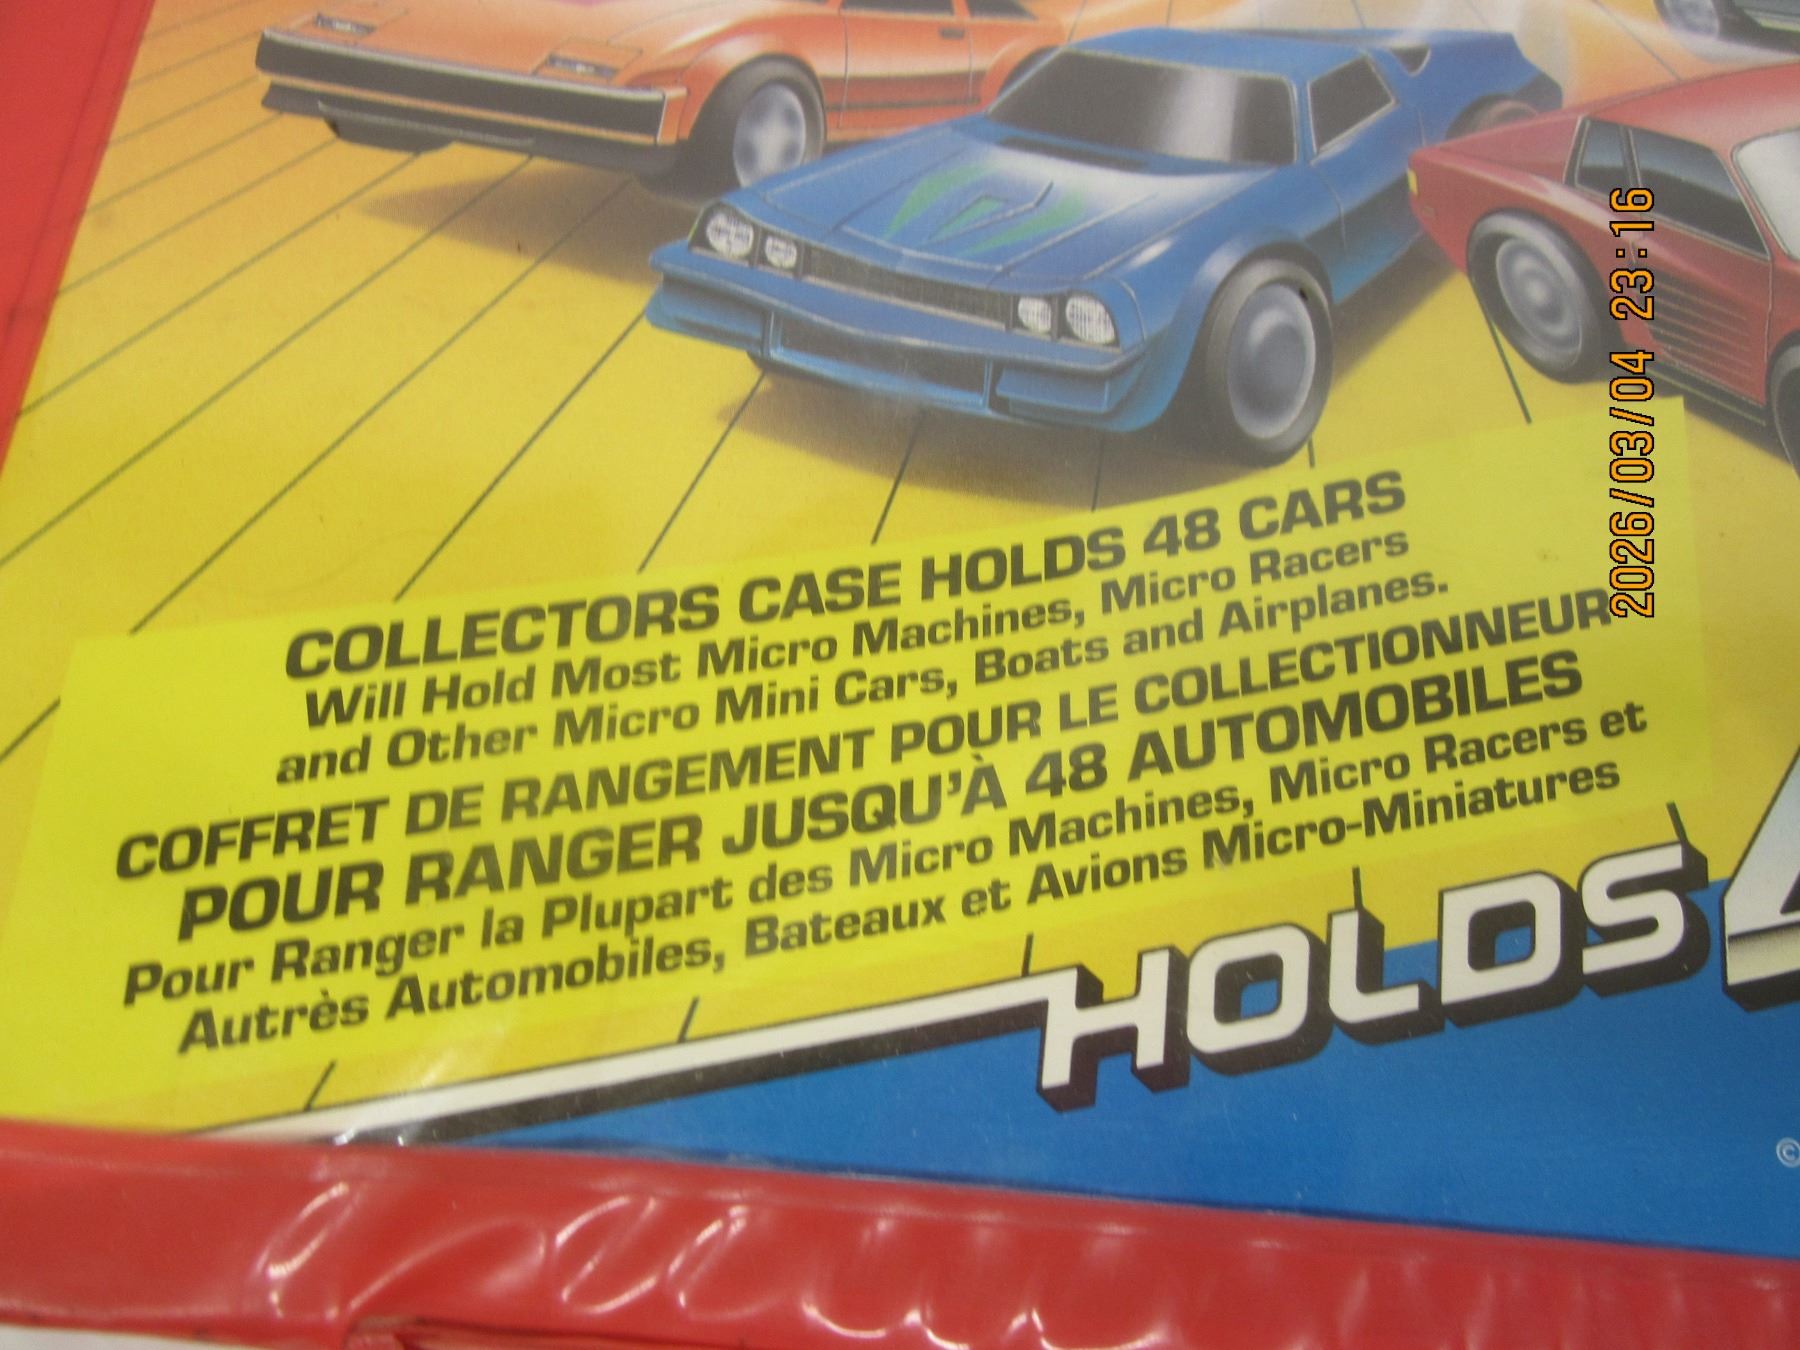 COLLECTORS CASE HOLDS 48 CARS
Will Hold Most Micro Machines, Micro Racers
and Other Micro Mini Cars, Boats and Airplanes.
COFFRET DE RANGEMENT POUR LE COLLECTIONNEUR
POUR RANGER JUSQU'À 48 AUTOMOBILES
Pour Ranger la Plupart des Micro Machines, Micro Racers et
Autrès Automobiles, Bateaux et Avions Micro-Miniatures
HOLDS
©
2026/03/04 23:16